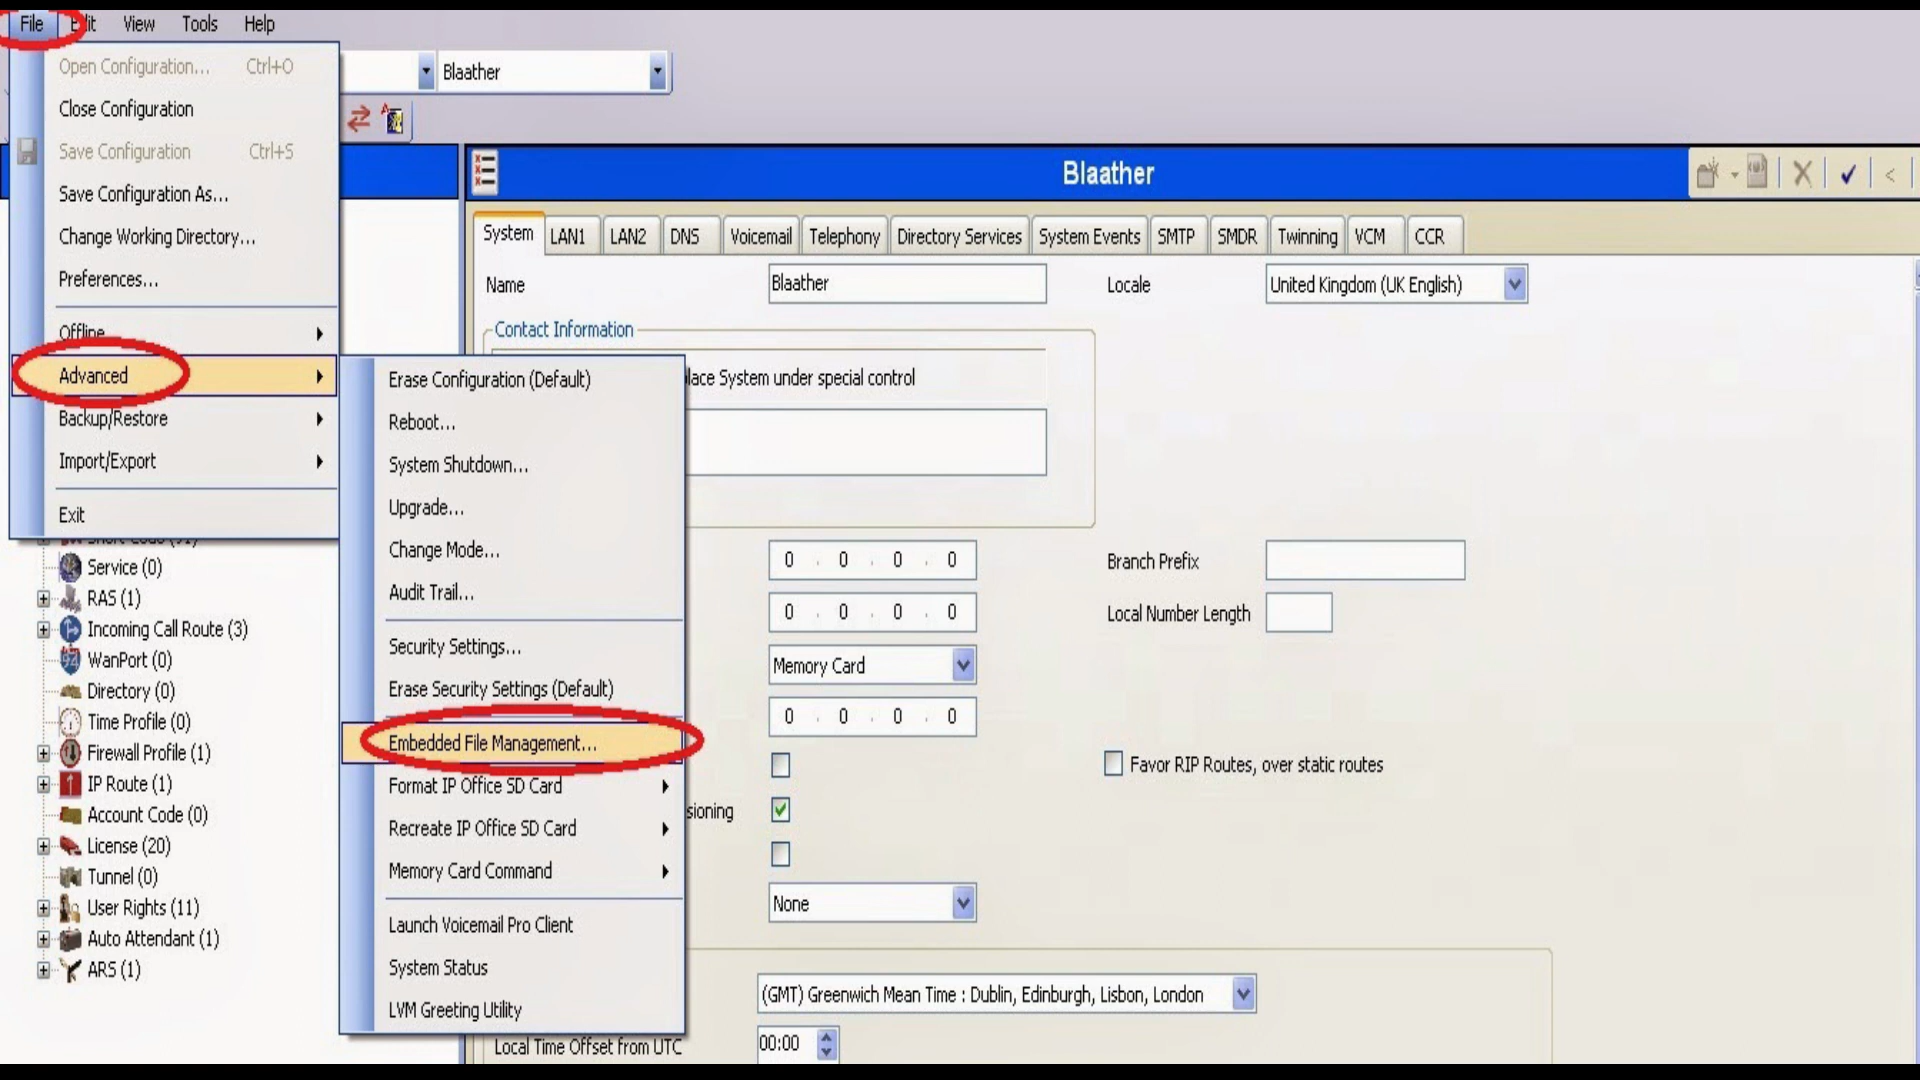 File Edit View Tools Help
Open Configuration... Ctrl+O
Close Configuration
Save Configuration Ctrl+S
Save Configuration As...
Change Working Directory...
Preferences...
Offline
Advanced
Backup/Restore
Import/Export
Exit
Blaather
Erase Configuration (Default)
Reboot...
System Shutdown...
Upgrade...
Change Mode...
Audit Trail...
Security Settings...
Erase Security Settings (Default)
Embedded File Management...
Format IP Office SD Card
Recreate IP Office SD Card
Memory Card Command
Launch Voicemail Pro Client
System Status
LVM Greeting Utility
Service (0)
RAS (1)
Incoming Call Route (3)
WanPort (0)
Directory (0)
Time Profile (0)
Firewall Profile (1)
IP Route (1)
Account Code (0)
License (20)
Tunnel (0)
User Rights (11)
Auto Attendant (1)
ARS (1)
Blaather
System LAN1 LAN2 DNS Voicemail Telephony Directory Services System Events SMTP SMDR Twinning VCM CCR
Name Blaather Locale United Kingdom (UK English)
Contact Information
System under special control
0 . 0 . 0 . 0 Branch Prefix
0 . 0 . 0 . 0 Local Number Length
Memory Card
0 . 0 . 0 . 0
Favor RIP Routes, over static routes
None
(GMT) Greenwich Mean Time : Dublin, Edinburgh, Lisbon, London
Local Time Offset from UTC 00:00